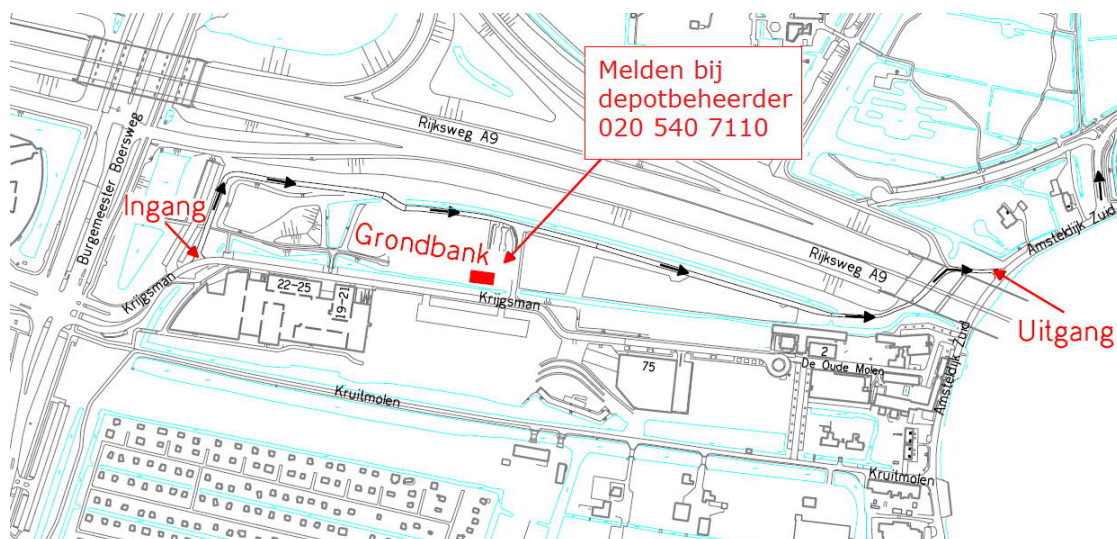 Melden bij
depotbeheerder
020 540 7110
Rijksweg A9
Burgemeester Boersweg
Ingang
Grondbank
Krijgsman
22-25
19-21
Krijgsman
Rijksweg A9
Amsteldijk Zuid
Uitgang
2
De Oude Molen
75
Amsteldijk Zuid
Kruitmolen
Kruitmolen